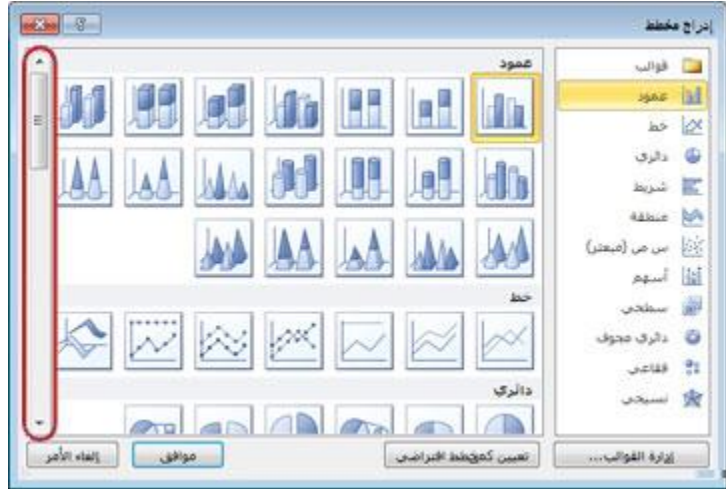 إدراج مخطط
قوالب
عمود
خط
دائري
شريط
منطقة
س ص (مبعثر)
أسهم
سطحي
دائري مجوف
فقاعي
نسيجي
عمود
خط
دائري
إدارة القوالب...
تعيين كمخطط افتراضي
موافق
إلغاء الأمر